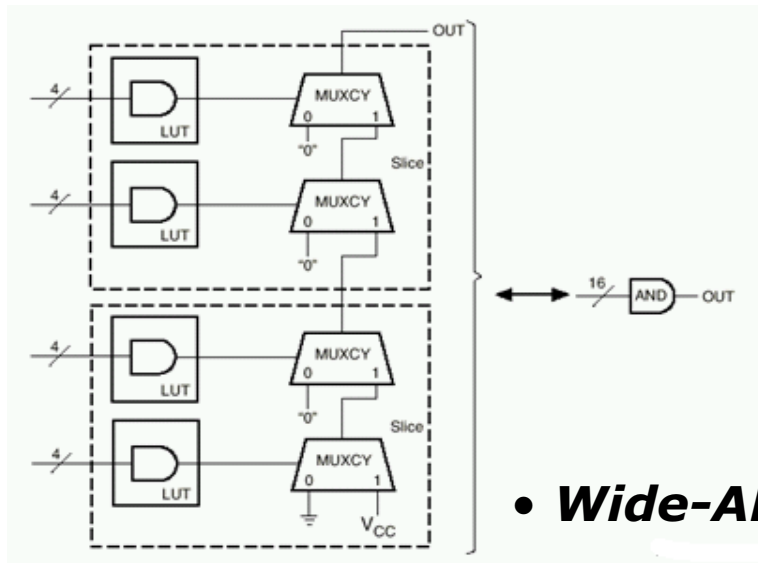 OUT
4
MUXCY
LUT
0 1
"0"
Slice
4
MUXCY
LUT
0 1
"0"
16
AND OUT
4
MUXCY
LUT
0 1
"0"
Slice
4
MUXCY
LUT
0 1
VCC
• Wide-A